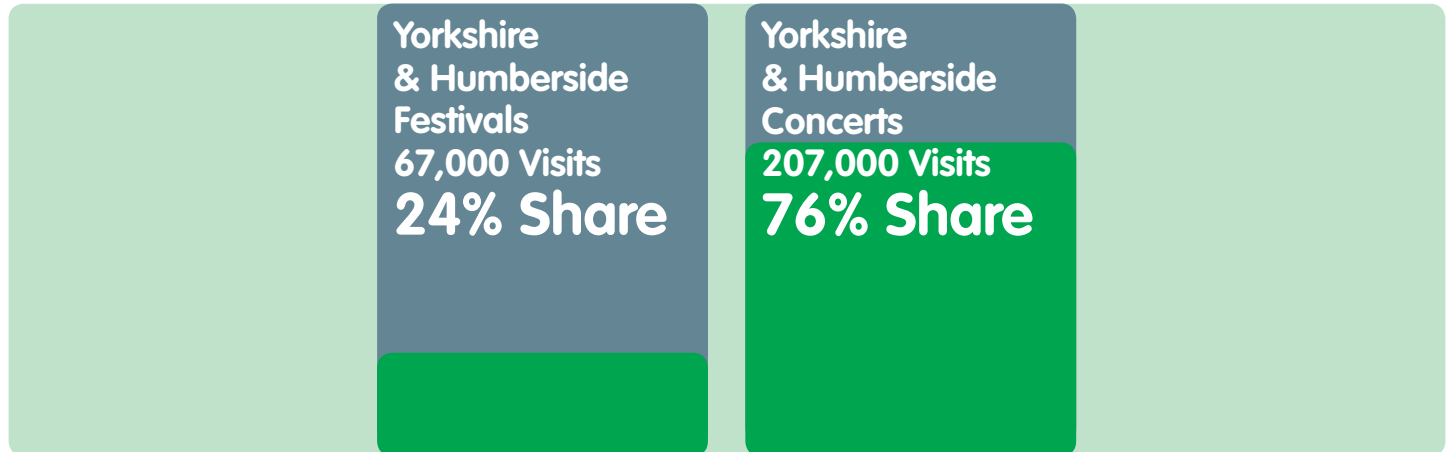 Yorkshire
& Humberside
Festivals
67,000 Visits
24% Share
Yorkshire
& Humberside
Concerts
207,000 Visits
76% Share